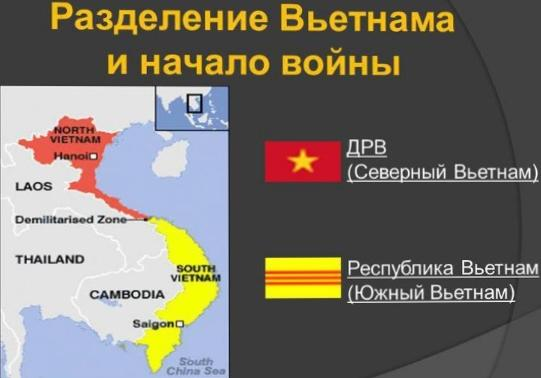 Разделение Вьетнама
и начало войны
NORTH
VIETNAM
Hanoi
LAOS
Demilitarised Zone
THAILAND
SOUTH
VIETNAM
CAMBODIA
Saigon
South
China Sea
ДРВ
(Северный Вьетнам)
Республика Вьетнам
(Южный Вьетнам)